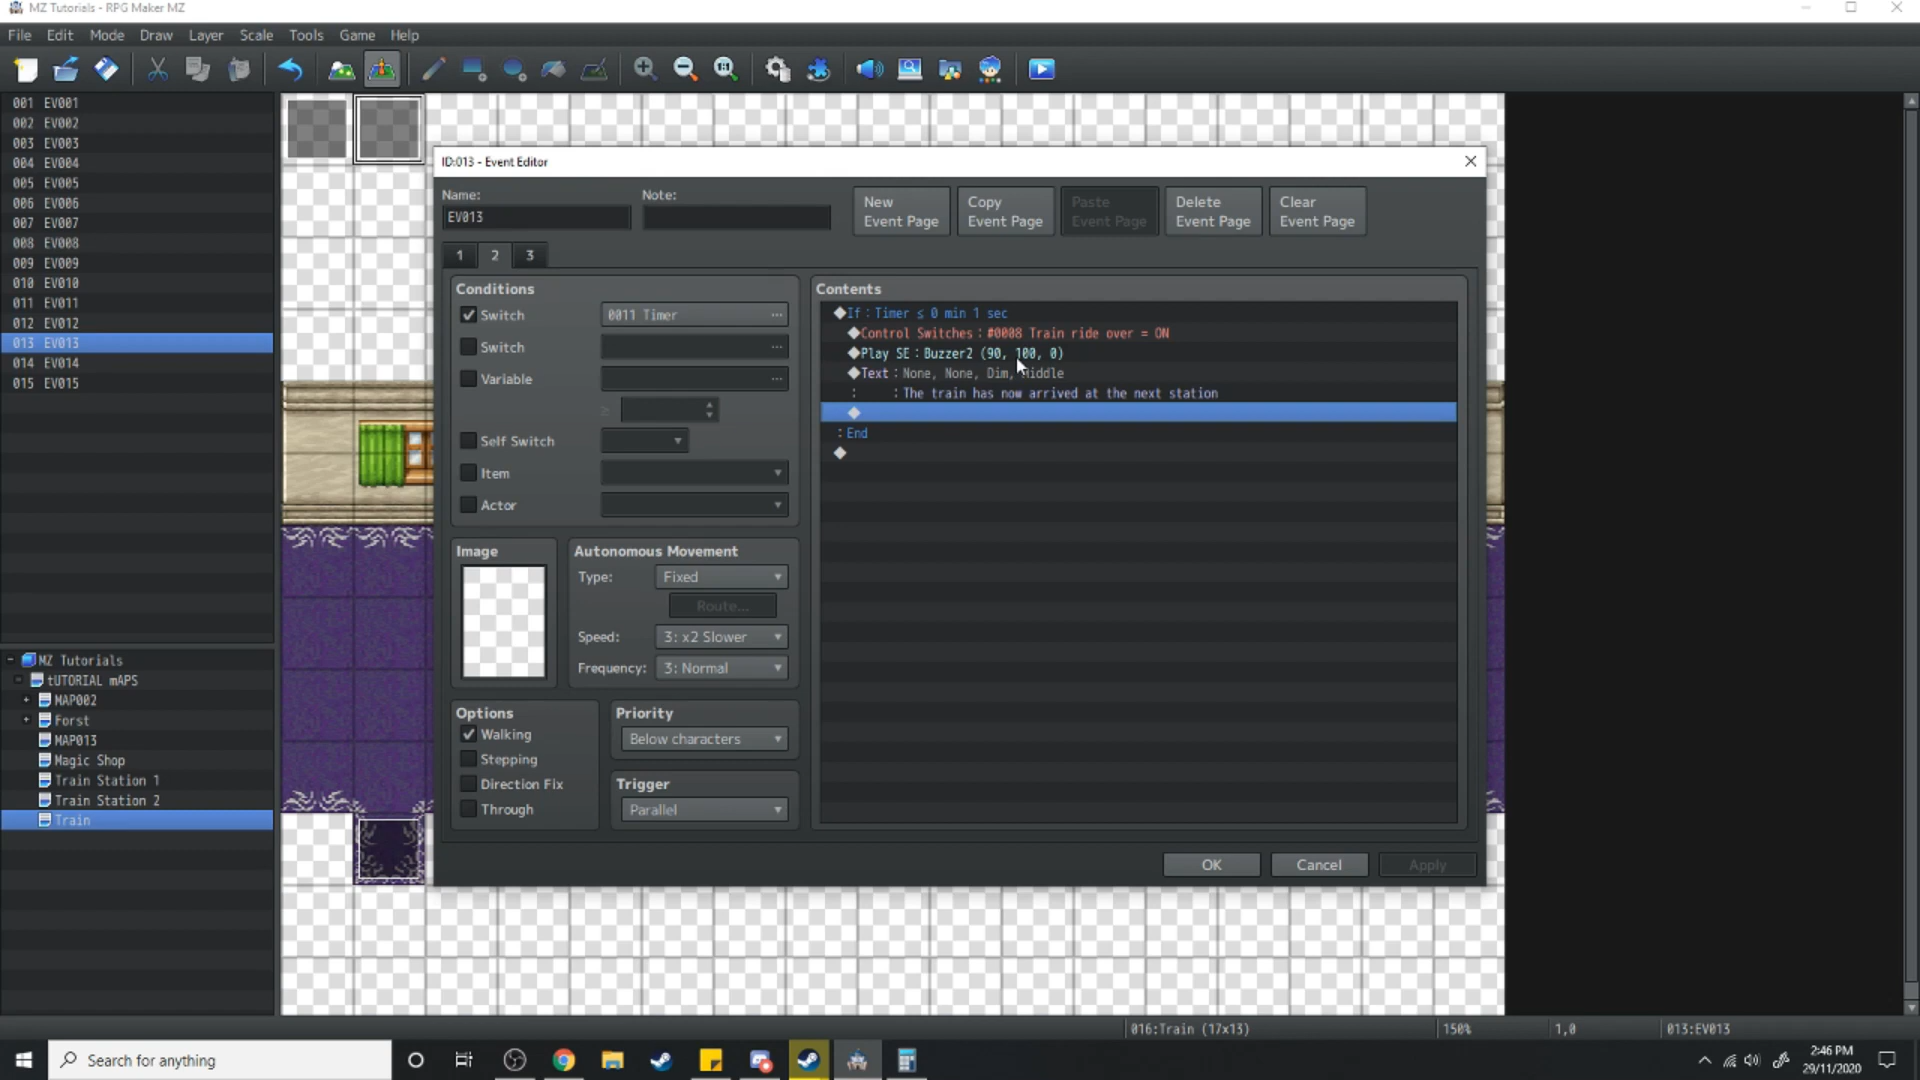 MZ Tutorials - RPG Maker MZ
File Edit Mode Draw Layer Scale Tools Game Help
001 EV001
002 EV002
003 EV003
004 EV004
005 EV005
006 EV006
007 EV007
008 EV008
009 EV009
010 EV010
011 EV011
012 EV012
013 EV013
014 EV014
015 EV015
MZ Tutorials
tUTORIAL mAPS
MAP002
Forst
MAP013
Magic Shop
Train Station 1
Train Station 2
Train
ID:013 - Event Editor
Name:
EV013
Note:
New Event Page
Copy Event Page
Paste Event Page
Delete Event Page
Clear Event Page
1 2 3
Conditions
Switch 0011 Timer ...
Switch ...
Variable ...
≥
Self Switch
Item
Actor
Image
Autonomous Movement
Type: Fixed
Route...
Speed: 3: x2 Slower
Frequency: 3: Normal
Options
Walking
Stepping
Direction Fix
Through
Priority
Below characters
Trigger
Parallel
Contents
◆If : Timer ≤ 0 min 1 sec
◆Control Switches : #0008 Train ride over = ON
◆Play SE : Buzzer2 (90, 100, 0)
◆Text : None, None, Dim, Middle
: : The train has now arrived at the next station
◆
: End
◆
OK Cancel Apply
016:Train (17x13) 150% 1,0 013:EV013
Search for anything
2:46 PM
29/11/2020